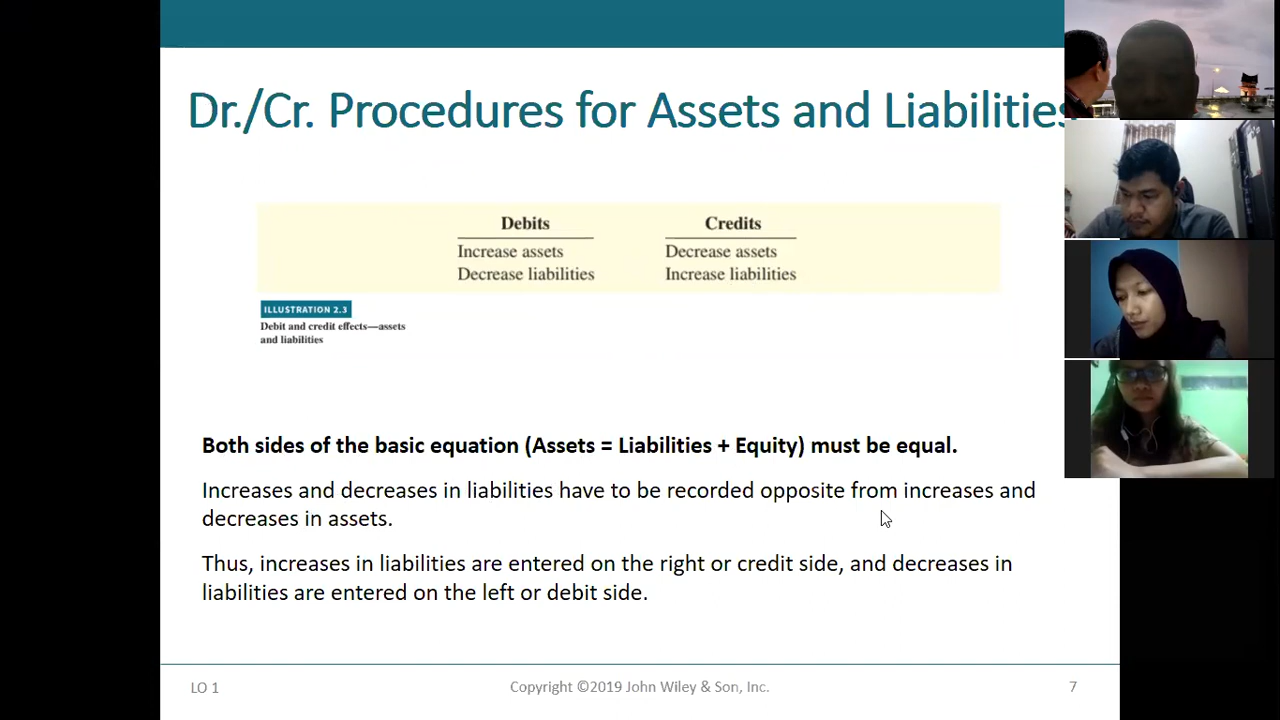 Dr./Cr. Procedures for Assets and Liabilities
Debits Credits
Increase assets Decrease assets
Decrease liabilities Increase liabilities
ILLUSTRATION 2.3
Debit and credit effects—assets
and liabilities
Both sides of the basic equation (Assets = Liabilities + Equity) must be equal.
Increases and decreases in liabilities have to be recorded opposite from increases and
decreases in assets.
Thus, increases in liabilities are entered on the right or credit side, and decreases in
liabilities are entered on the left or debit side.
LO 1 Copyright ©2019 John Wiley & Son, Inc. 7